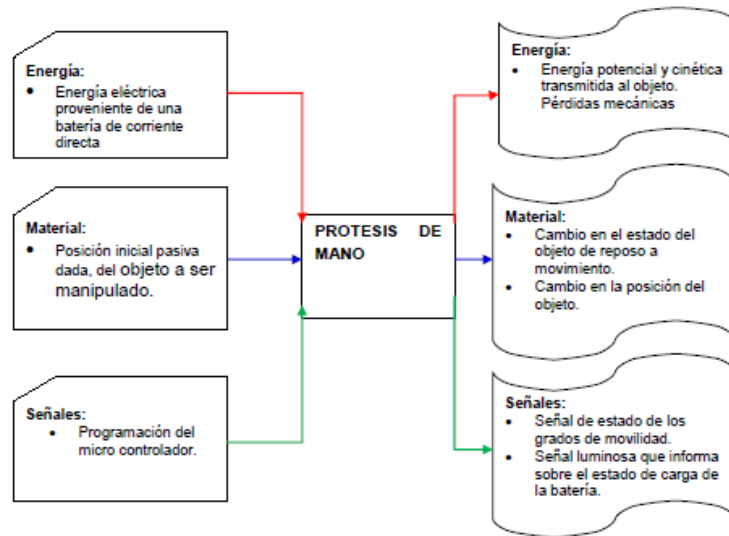 Energía:
• Energía eléctrica
proveniente de una
batería de corriente
directa
Material:
• Posición inicial pasiva
dada, del objeto a ser
manipulado.
Señales:
• Programación del
micro controlador.
PROTESIS DE
MANO
Energía:
• Energía potencial y cinética
transmitida al objeto.
Pérdidas mecánicas
Material:
• Cambio en el estado del
objeto de reposo a
movimiento.
• Cambio en la posición del
objeto.
Señales:
• Señal de estado de los
grados de movilidad.
• Señal luminosa que informa
sobre el estado de carga de
la batería.